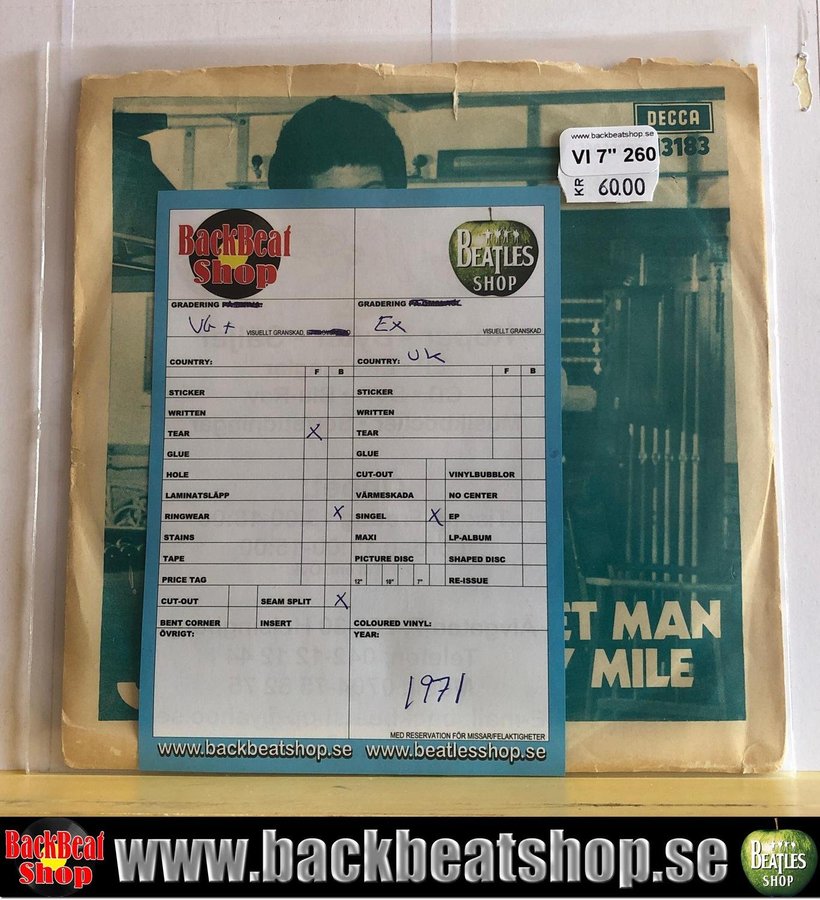 DECCA
3183
www.backbeatshop.se
VI 7" 260
KR 60.00
BackBeat Shop
BEATLES SHOP
GRADERING
GRADERING
VG+ VISUELLT GRANSKAD,
Ex VISUELLT GRANSKAD
COUNTRY:
COUNTRY: UK
F B
F B
STICKER
STICKER
WRITTEN
WRITTEN
TEAR X
TEAR
GLUE
GLUE
HOLE
CUT-OUT VINYLBUBBLOR
LAMINATSLÄPP
VÄRMESKADA NO CENTER
RINGWEAR X
SINGEL X EP
STAINS
MAXI LP-ALBUM
TAPE
PICTURE DISC SHAPED DISC
PRICE TAG
12" 10" 7" RE-ISSUE
CUT-OUT SEAM SPLIT X
BENT CORNER INSERT
COLOURED VINYL:
ÖVRIGT:
YEAR:
1971
MED RESERVATION FÖR MISSAR/FELAKTIGHETER
www.backbeatshop.se www.beatlesshop.se
ET MAN
MILE
BackBeat Shop
www.backbeatshop.se
BEATLES SHOP